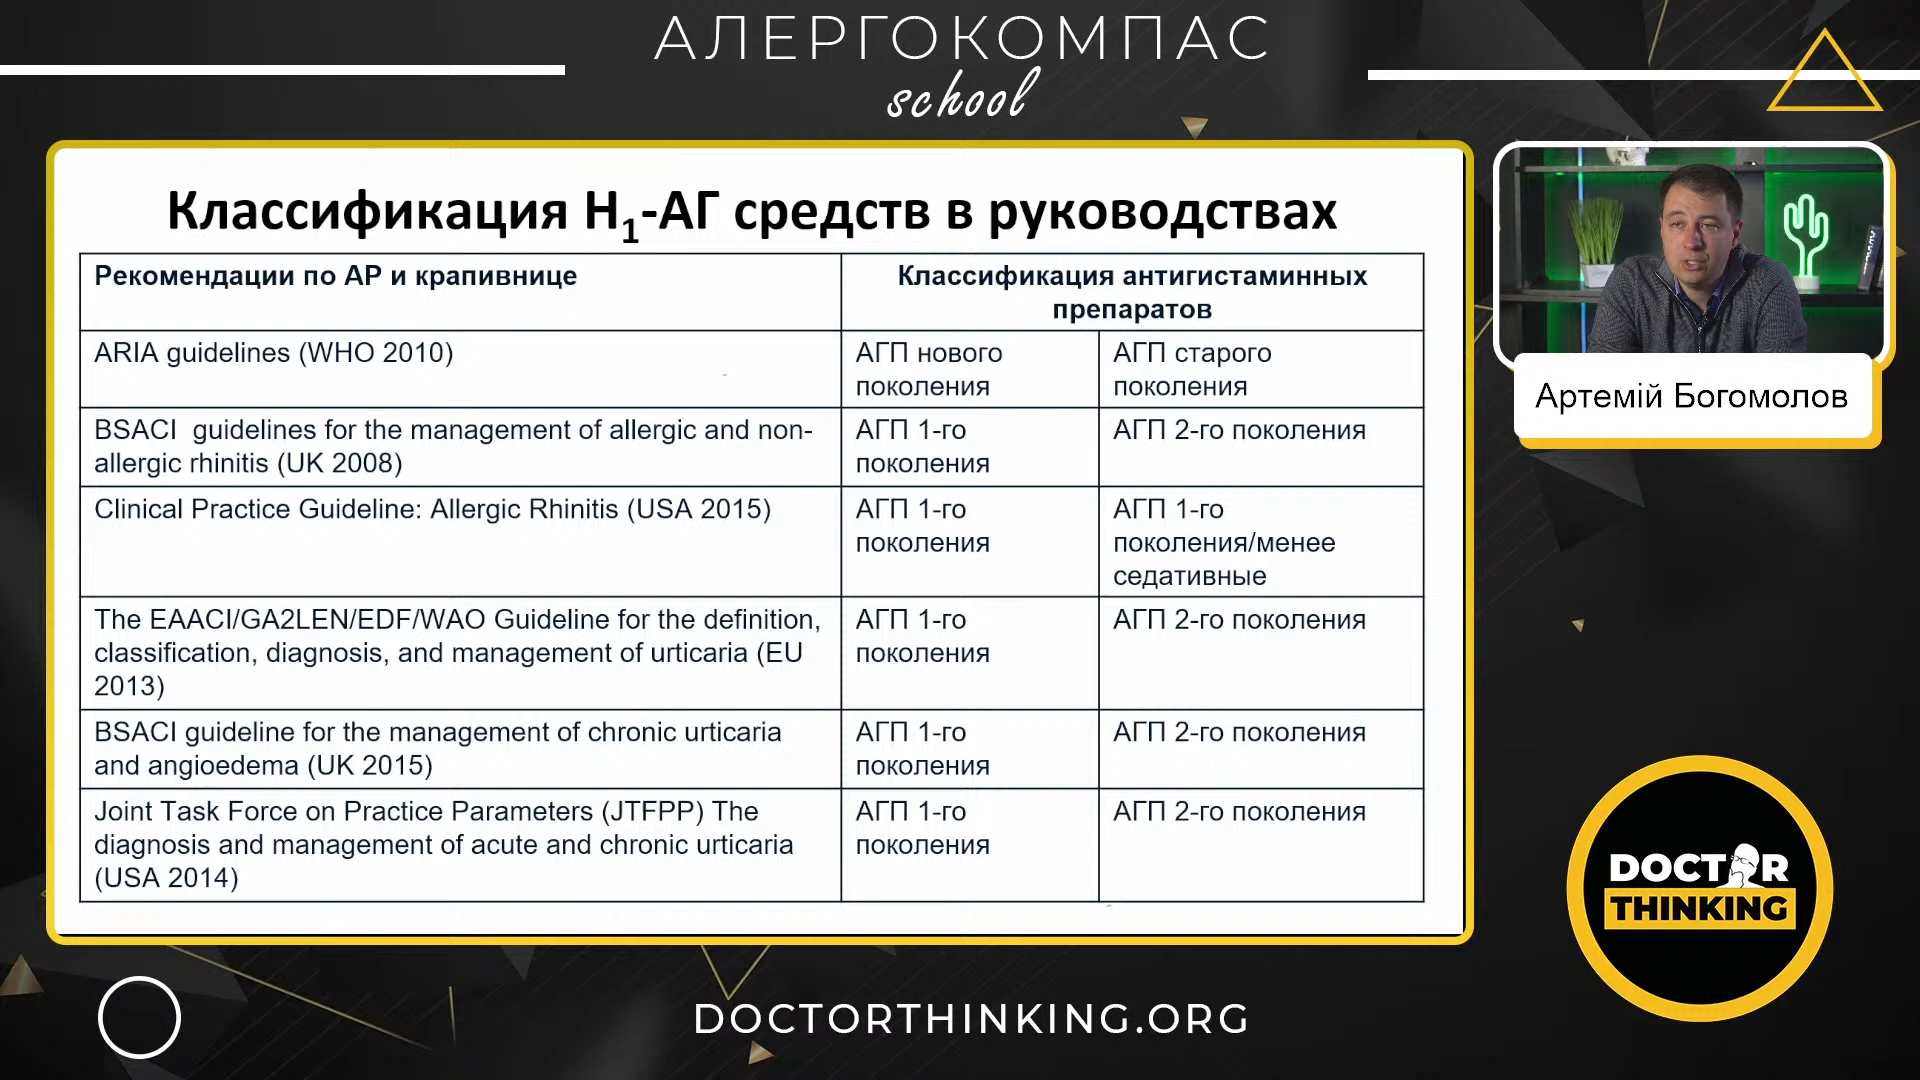 АЛЕРГОКОМПАС
school
Классификация Н1-АГ средств в руководствах
Рекомендации по АР и крапивнице
Классификация антигистаминных
препаратов
ARIA guidelines (WHO 2010)
АГП нового
поколения
АГП старого
поколения
BSACI  guidelines for the management of allergic and non-
allergic rhinitis (UK 2008)
АГП 1-го
поколения
АГП 2-го поколения
Clinical Practice Guideline: Allergic Rhinitis (USA 2015)
АГП 1-го
поколения
АГП 1-го
поколения/менее
седативные
The EAACI/GA2LEN/EDF/WAO Guideline for the definition,
classification, diagnosis, and management of urticaria (EU
2013)
АГП 1-го
поколения
АГП 2-го поколения
BSACI guideline for the management of chronic urticaria
and angioedema (UK 2015)
АГП 1-го
поколения
АГП 2-го поколения
Joint Task Force on Practice Parameters (JTFPP) The
diagnosis and management of acute and chronic urticaria
(USA 2014)
АГП 1-го
поколения
АГП 2-го поколения
Артемій Богомолов
DOCTOR
THINKING
DOCTORTHINKING.ORG